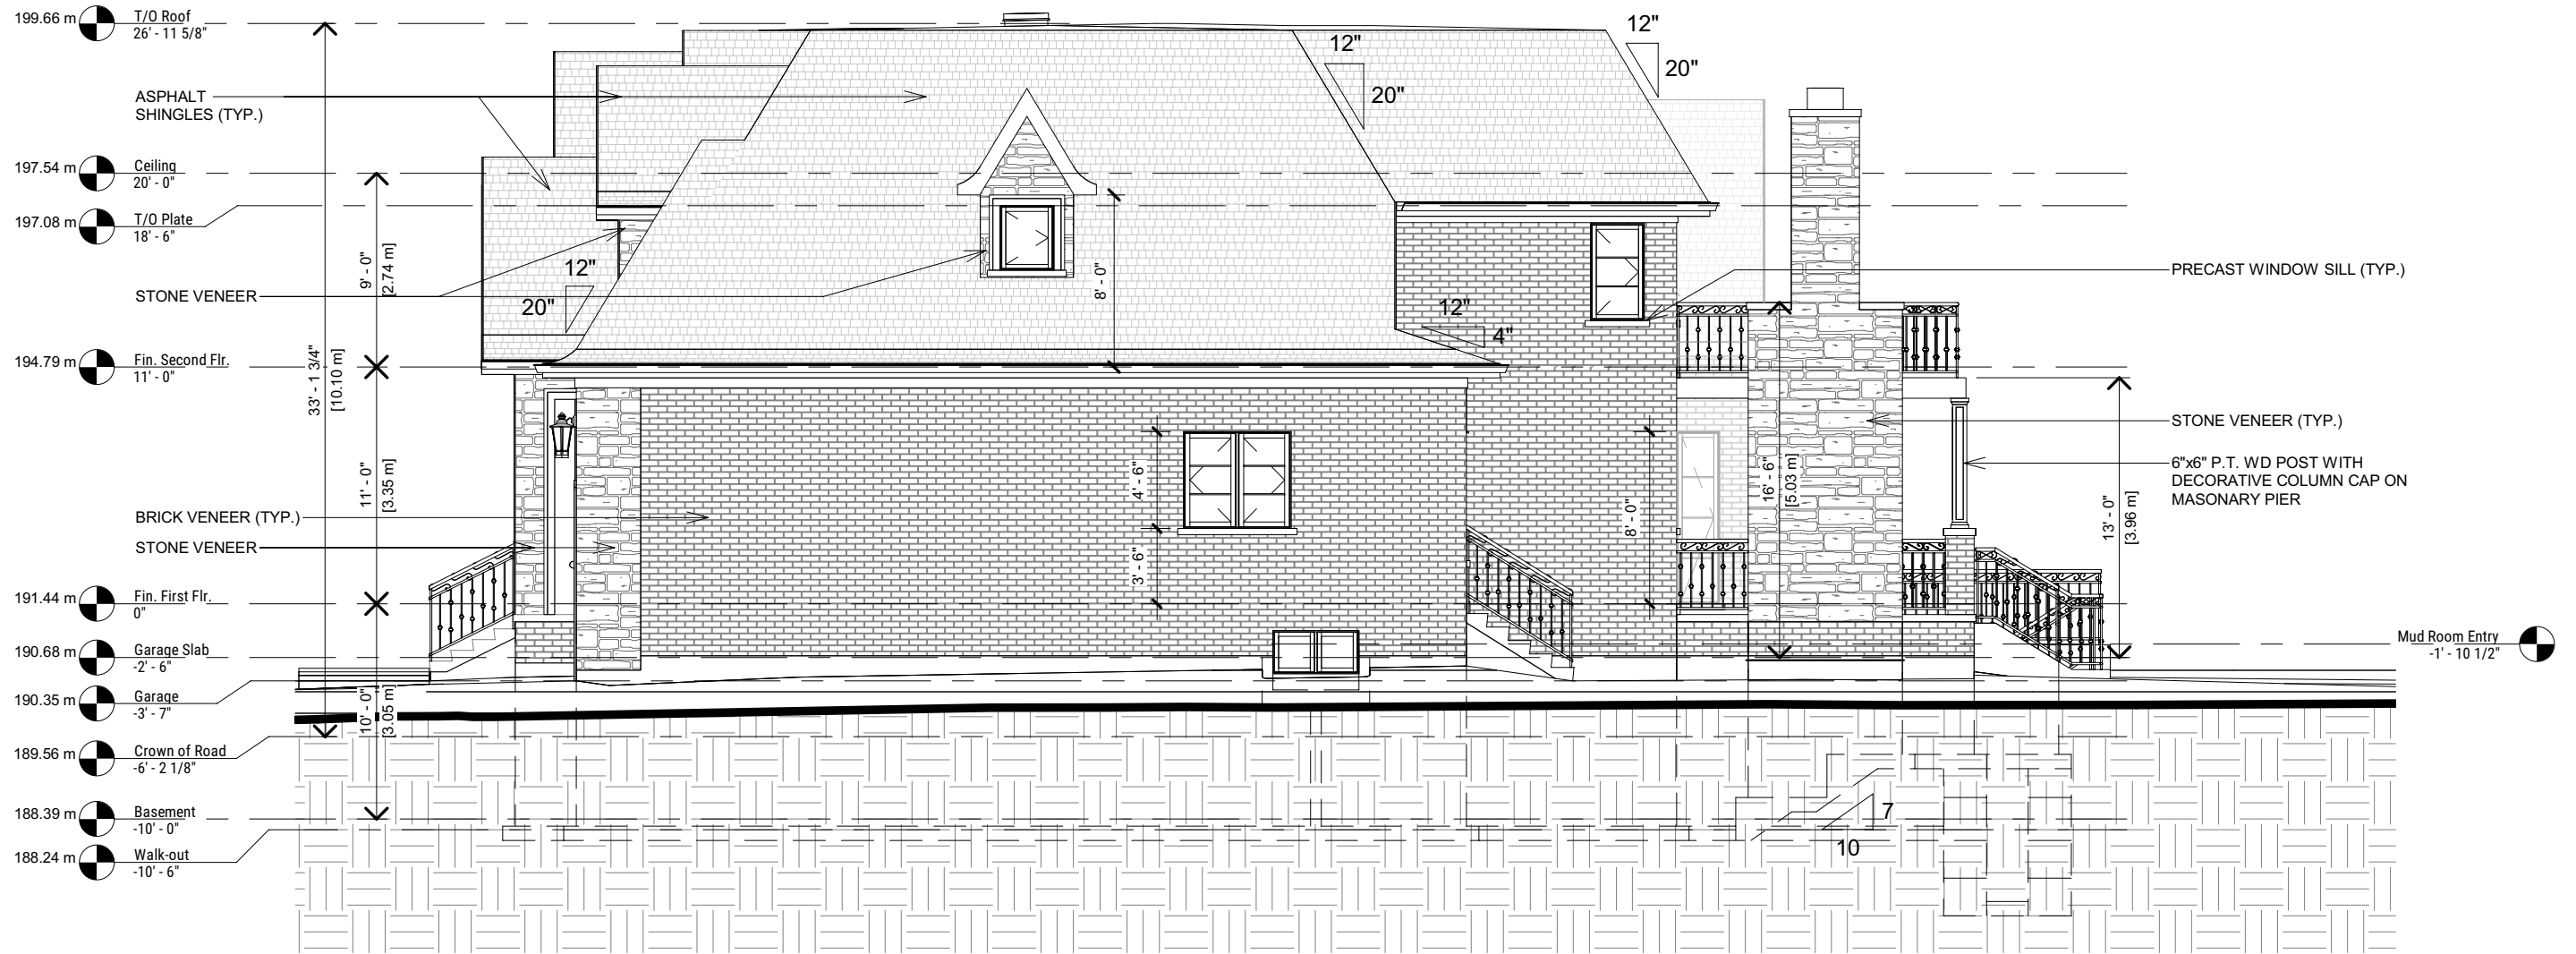 199.66 m
T/O Roof
26' - 11 5/8"
ASPHALT
SHINGLES (TYP.)
197.54 m
Ceiling
20' - 0"
197.08 m
T/O Plate
18' - 6"
STONE VENEER
194.79 m
Fin. Second Flr.
11' - 0"
BRICK VENEER (TYP.)
STONE VENEER
191.44 m
Fin. First Flr.
0"
190.68 m
Garage Slab
-2' - 6"
190.35 m
Garage
-3' - 7"
189.56 m
Crown of Road
-6' - 2 1/8"
188.39 m
Basement
-10' - 0"
188.24 m
Walk-out
-10' - 6"
33' - 1 3/4"
[10.10 m]
9' - 0"
[2.74 m]
11' - 0"
[3.35 m]
10' - 0"
[3.05 m]
12"
20"
8' - 0"
12"
20"
12"
20"
12"
4"
4' - 6"
3' - 6"
8' - 0"
16' - 6"
[5.03 m]
13' - 0"
[3.96 m]
7
10
PRECAST WINDOW SILL (TYP.)
STONE VENEER (TYP.)
6"x6" P.T. WD POST WITH
DECORATIVE COLUMN CAP ON
MASONARY PIER
Mud Room Entry
-1' - 10 1/2"